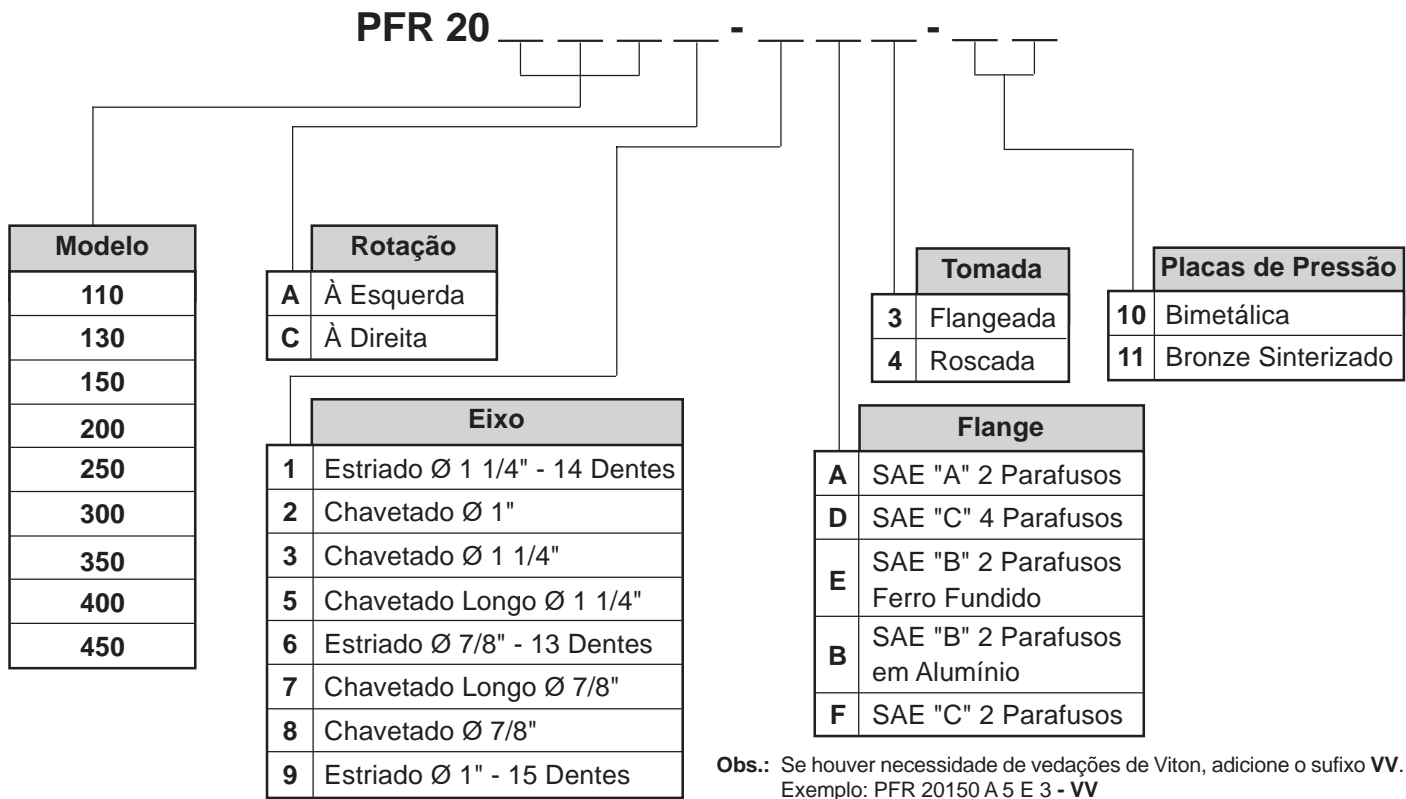 PFR 20 __ __ __ __ - __ __ __ - __ __
Modelo
110
130
150
200
250
300
350
400
450
Rotação
A À Esquerda
C À Direita
Eixo
1 Estriado Ø 1 1/4" - 14 Dentes
2 Chavetado Ø 1"
3 Chavetado Ø 1 1/4"
5 Chavetado Longo Ø 1 1/4"
6 Estriado Ø 7/8" - 13 Dentes
7 Chavetado Longo Ø 7/8"
8 Chavetado Ø 7/8"
9 Estriado Ø 1" - 15 Dentes
Tomada
3 Flangeada
4 Roscada
Placas de Pressão
10 Bimetálica
11 Bronze Sinterizado
Flange
A SAE "A" 2 Parafusos
D SAE "C" 4 Parafusos
E SAE "B" 2 Parafusos
Ferro Fundido
B SAE "B" 2 Parafusos
em Alumínio
F SAE "C" 2 Parafusos
Obs.: Se houver necessidade de vedações de Viton, adicione o sufixo VV.
Exemplo: PFR 20150 A 5 E 3 - VV